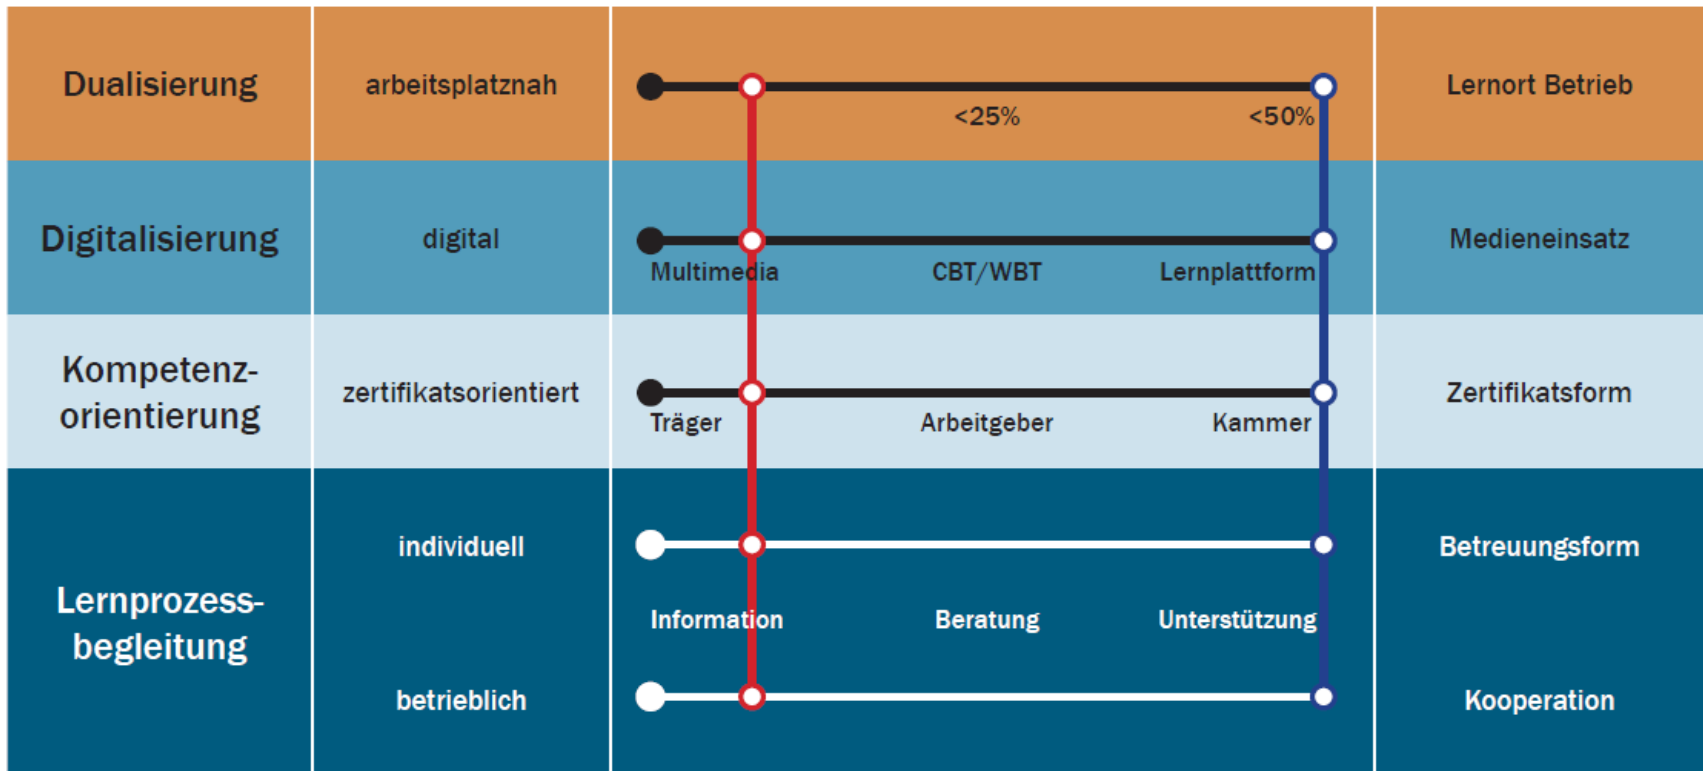 Dualisierung
arbeitsplatznah
<25%
<50%
Lernort Betrieb
Digitalisierung
digital
Multimedia
CBT/WBT
Lernplattform
Medieneinsatz
Kompetenz-
orientierung
zertifikatsorientiert
Träger
Arbeitgeber
Kammer
Zertifikatsform
Lernprozess-
begleitung
individuell
Betreuungsform
Information
Beratung
Unterstützung
betrieblich
Kooperation